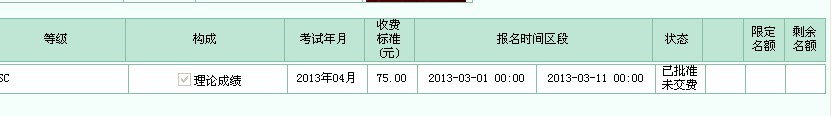 等级 构成 考试年月 收费标准(元) 报名时间区段 状态 限定名额 剩余名额
SC 理论成绩 2013年04月 75.00 2013-03-01 00:00 2013-03-11 00:00 已批准未交费